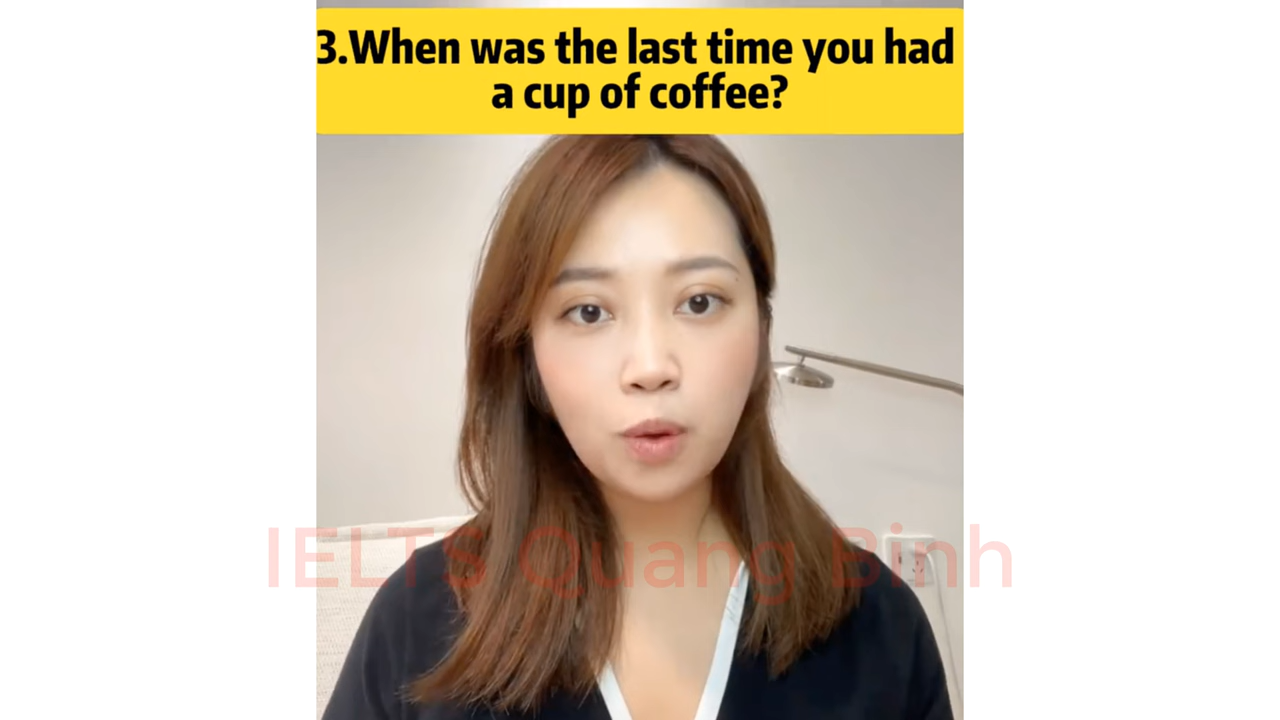 3.When was the last time you had
a cup of coffee?
IELTS Quang Binh